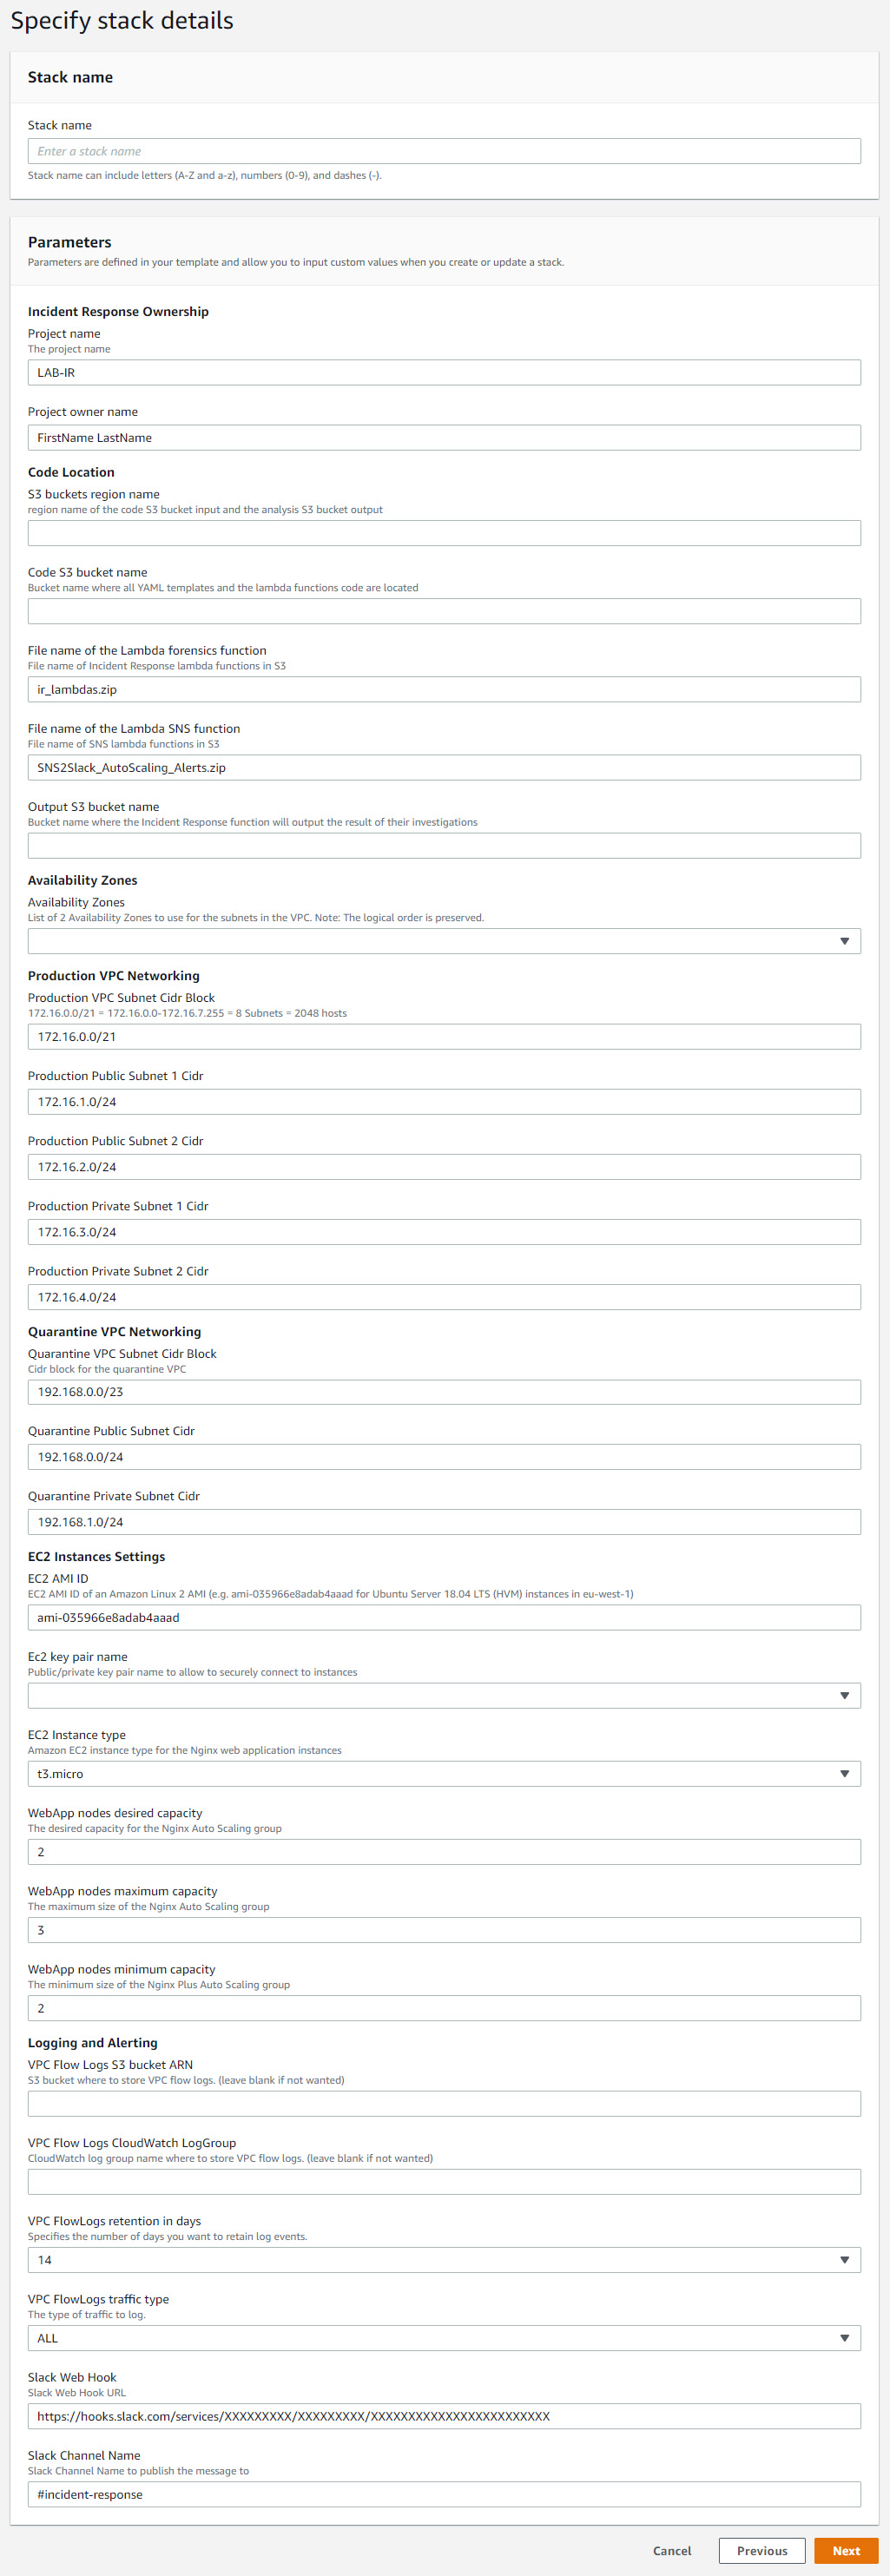 Specify stack details
Stack name
Stack name
Enter a stack name
Stack name can include letters (A-Z and a-z), numbers (0-9), and dashes (-).
Parameters
Parameters are defined in your template and allow you to input custom values when you create or update a stack.
Incident Response Ownership
Project name
The project name
LAB-IR
Project owner name
FirstName LastName
Code Location
S3 buckets region name
region name of the code S3 bucket input and the analysis S3 bucket output
Code S3 bucket name
Bucket name where all YAML templates and the lambda functions code are located
File name of the Lambda forensics function
File name of Incident Response lambda functions in S3
ir_lambdas.zip
File name of the Lambda SNS function
File name of SNS lambda functions in S3
SNS2Slack_AutoScaling_Alerts.zip
Output S3 bucket name
Bucket name where the Incident Response function will output the result of their investigations
Availability Zones
Availability Zones
List of 2 Availability Zones to use for the subnets in the VPC. Note: The logical order is preserved.
Production VPC Networking
Production VPC Subnet Cidr Block
172.16.0.0/21 = 172.16.0.0-172.16.7.255 = 8 Subnets = 2048 hosts
172.16.0.0/21
Production Public Subnet 1 Cidr
172.16.1.0/24
Production Public Subnet 2 Cidr
172.16.2.0/24
Production Private Subnet 1 Cidr
172.16.3.0/24
Production Private Subnet 2 Cidr
172.16.4.0/24
Quarantine VPC Networking
Quarantine VPC Subnet Cidr Block
Cidr block for the quarantine VPC
192.168.0.0/23
Quarantine Public Subnet Cidr
192.168.0.0/24
Quarantine Private Subnet Cidr
192.168.1.0/24
EC2 Instances Settings
EC2 AMI ID
EC2 AMI ID of an Amazon Linux 2 AMI (e.g. ami-035966e8adab4aaad for Ubuntu Server 18.04 LTS (HVM) instances in eu-west-1)
ami-035966e8adab4aaad
Ec2 key pair name
Public/private key pair name to allow to securely connect to instances
EC2 Instance type
Amazon EC2 instance type for the Nginx web application instances
t3.micro
WebApp nodes desired capacity
The desired capacity for the Nginx Auto Scaling group
2
WebApp nodes maximum capacity
The maximum size of the Nginx Auto Scaling group
3
WebApp nodes minimum capacity
The minimum size of the Nginx Plus Auto Scaling group
2
Logging and Alerting
VPC Flow Logs S3 bucket ARN
S3 bucket where to store VPC flow logs. (leave blank if not wanted)
VPC Flow Logs CloudWatch LogGroup
CloudWatch log group name where to store VPC flow logs. (leave blank if not wanted)
VPC FlowLogs retention in days
Specifies the number of days you want to retain log events.
14
VPC FlowLogs traffic type
The type of traffic to log.
ALL
Slack Web Hook
Slack Web Hook URL
https://hooks.slack.com/services/XXXXXXXXX/XXXXXXXXX/XXXXXXXXXXXXXXXXXXXXXXXX
Slack Channel Name
Slack Channel Name to publish the message to
#incident-response
Cancel
Previous
Next